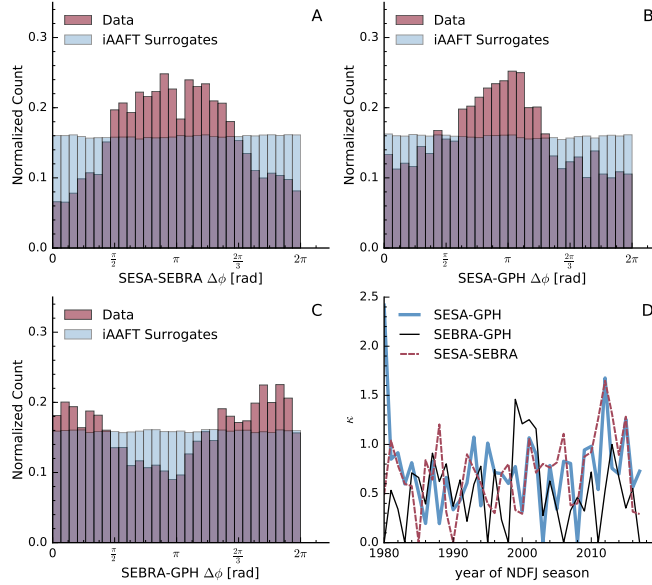 A
Data
iAAFT Surrogates
Normalized Count
0.3
0.2
0.1
0.0
0 π/2 π 2π/3 2π
SESA-SEBRA Δϕ [rad]
B
Data
iAAFT Surrogates
Normalized Count
0.3
0.2
0.1
0.0
0 π/2 π 2π/3 2π
SESA-GPH Δϕ [rad]
C
Data
iAAFT Surrogates
Normalized Count
0.3
0.2
0.1
0.0
0 π/2 π 2π/3 2π
SEBRA-GPH Δϕ [rad]
D
SESA-GPH
SEBRA-GPH
SESA-SEBRA
κ
2.5
2.0
1.5
1.0
0.5
0.0
1980 1990 2000 2010
year of NDFJ season